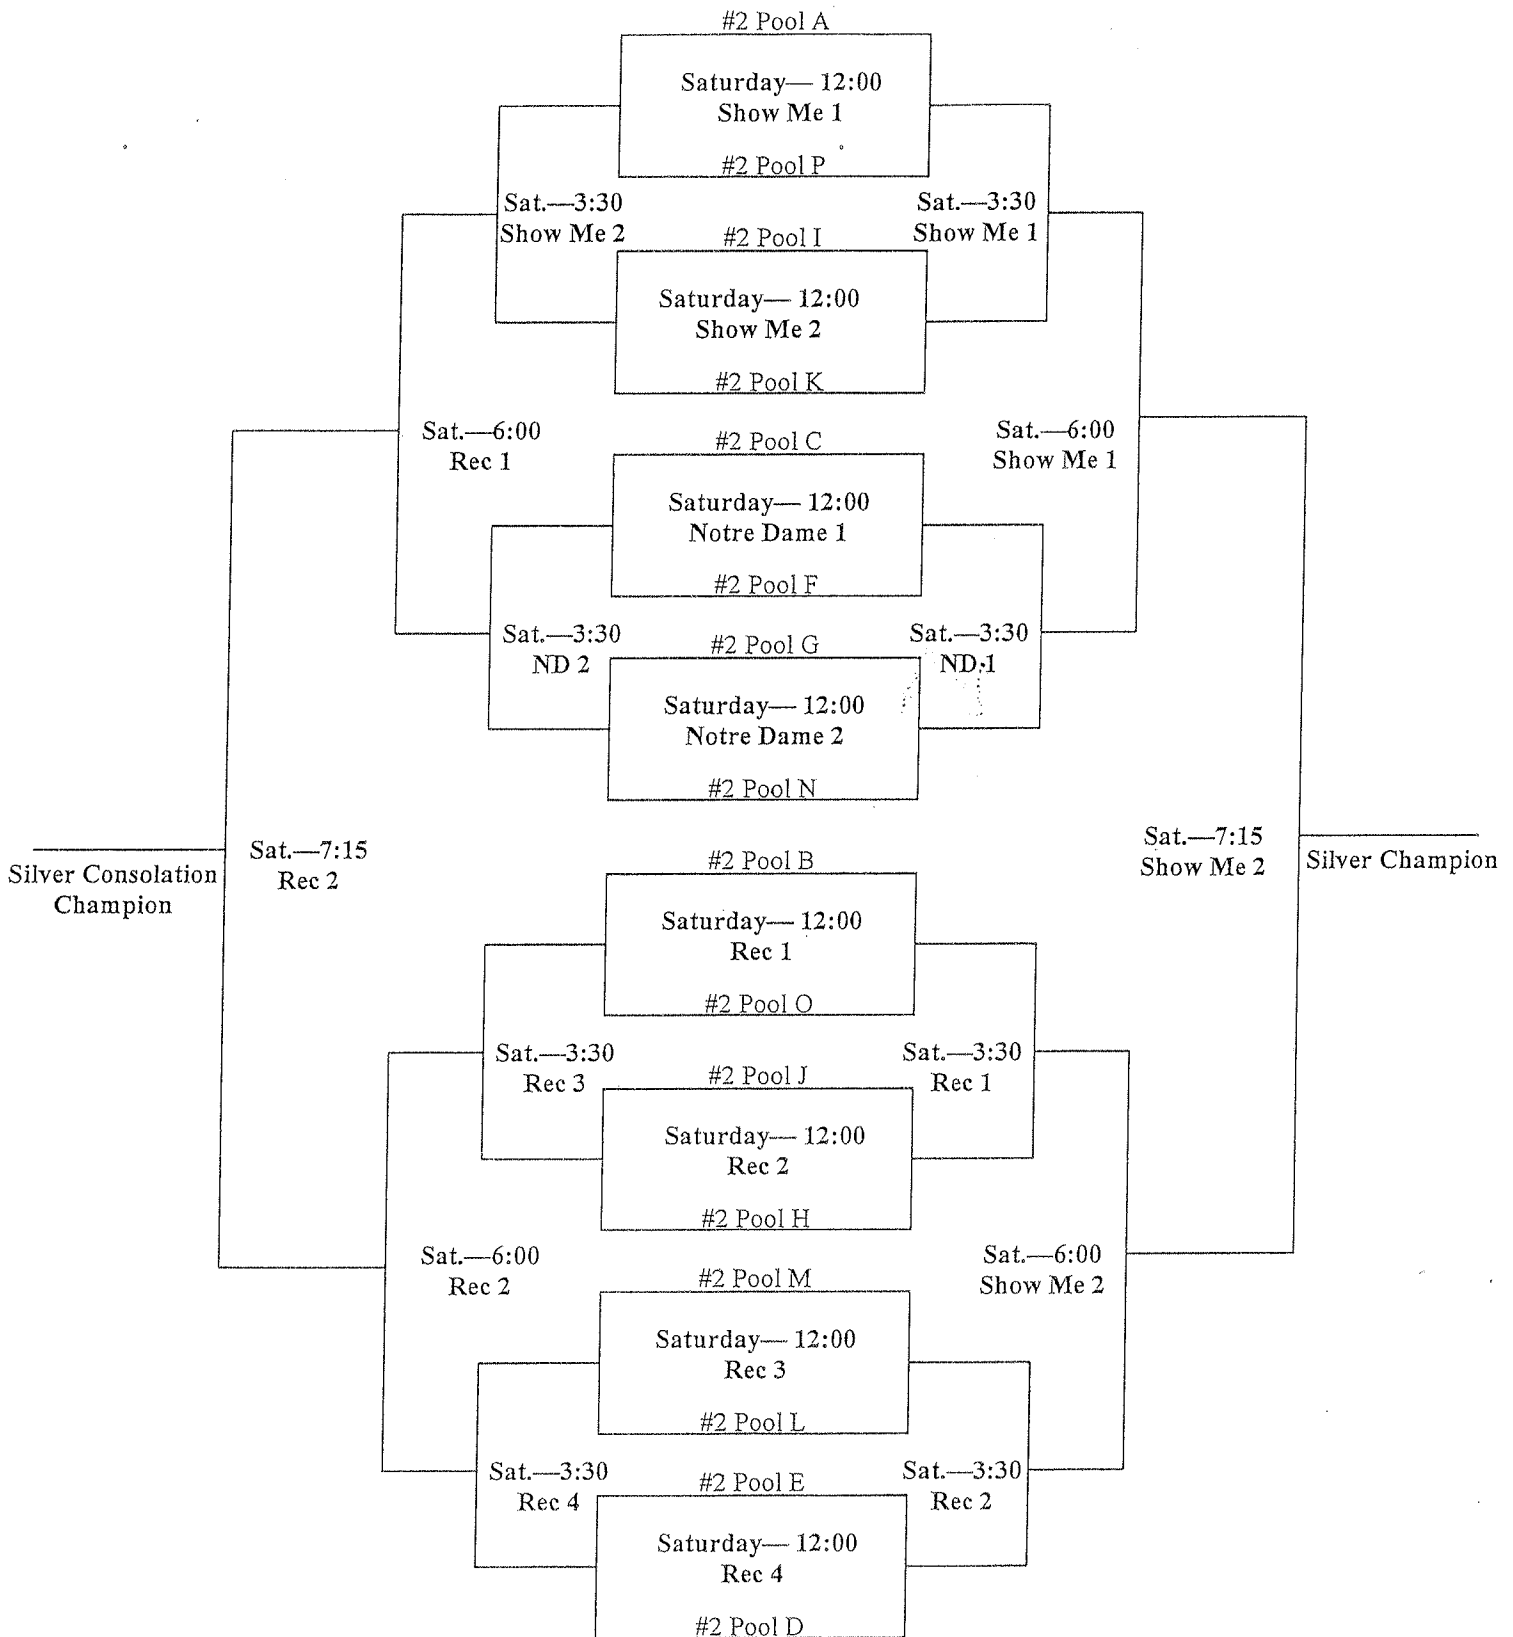 #2 Pool A
Saturday— 12:00
Show Me 1
#2 Pool P
Sat.—3:30
Show Me 2
Sat.—3:30
Show Me 1
#2 Pool I
Saturday— 12:00
Show Me 2
#2 Pool K
Sat.—6:00
Rec 1
Sat.—6:00
Show Me 1
#2 Pool C
Saturday— 12:00
Notre Dame 1
#2 Pool F
Sat.—3:30
ND 2
Sat.—3:30
ND 1
#2 Pool G
Saturday— 12:00
Notre Dame 2
#2 Pool N
Silver Consolation
Champion
Sat.—7:15
Rec 2
Sat.—7:15
Show Me 2
Silver Champion
#2 Pool B
Saturday— 12:00
Rec 1
#2 Pool O
Sat.—3:30
Rec 3
Sat.—3:30
Rec 1
#2 Pool J
Saturday— 12:00
Rec 2
#2 Pool H
Sat.—6:00
Rec 2
Sat.—6:00
Show Me 2
#2 Pool M
Saturday— 12:00
Rec 3
#2 Pool L
Sat.—3:30
Rec 4
Sat.—3:30
Rec 2
#2 Pool E
Saturday— 12:00
Rec 4
#2 Pool D